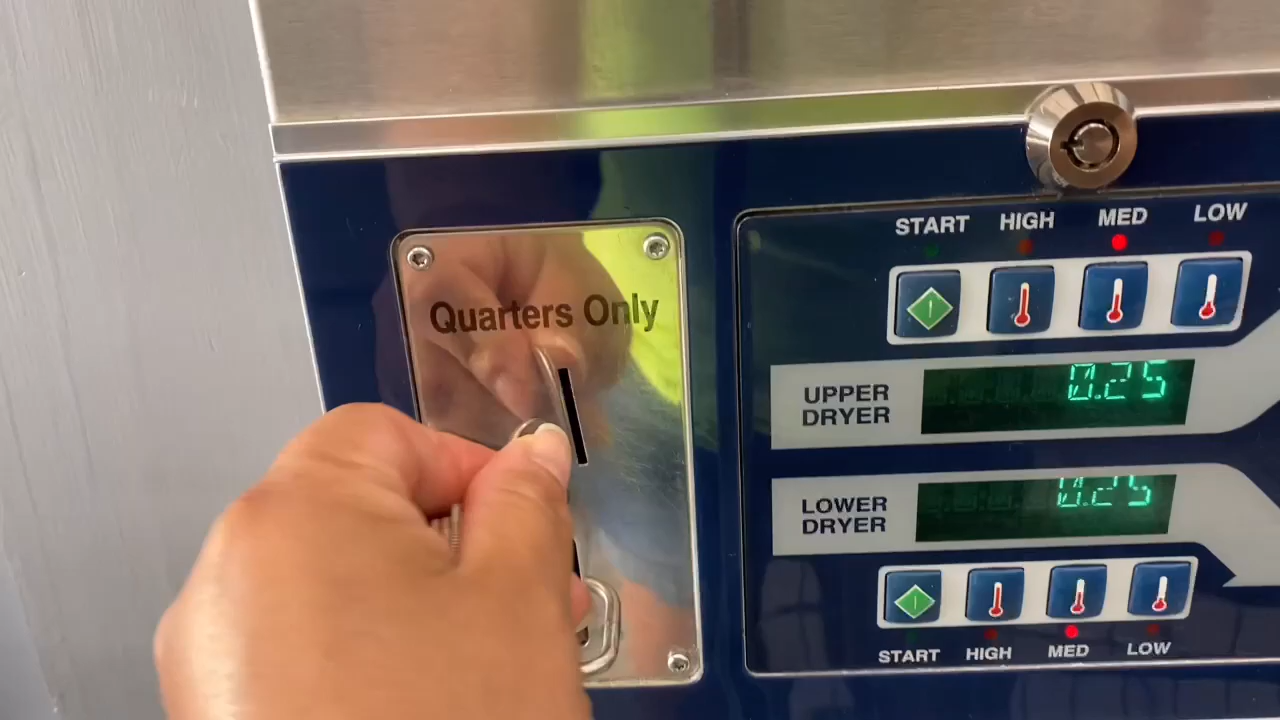 Quarters Only
START HIGH MED LOW
UPPER
DRYER
0.25
LOWER
DRYER
0.25
START HIGH MED LOW